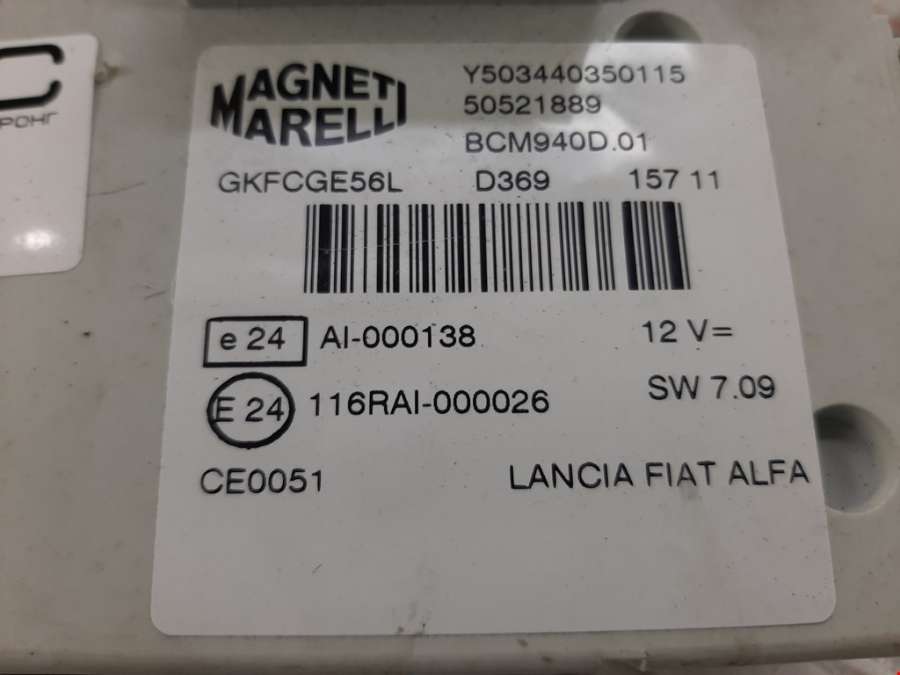 MAGNETI
MARELLI
Y503440350115
50521889
BCM940D.01
GKFCGE56L D369 157 11
e 24 AI-000138 12 V=
SW 7.09
E 24 116RAI-000026
CE0051 LANCIA FIAT ALFA